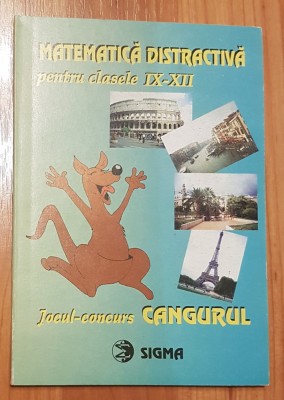 MATEMATICĂ DISTRACTIVĂ
pentru clasele IX-XII
Jocul-concurs CANGURUL
SIGMA